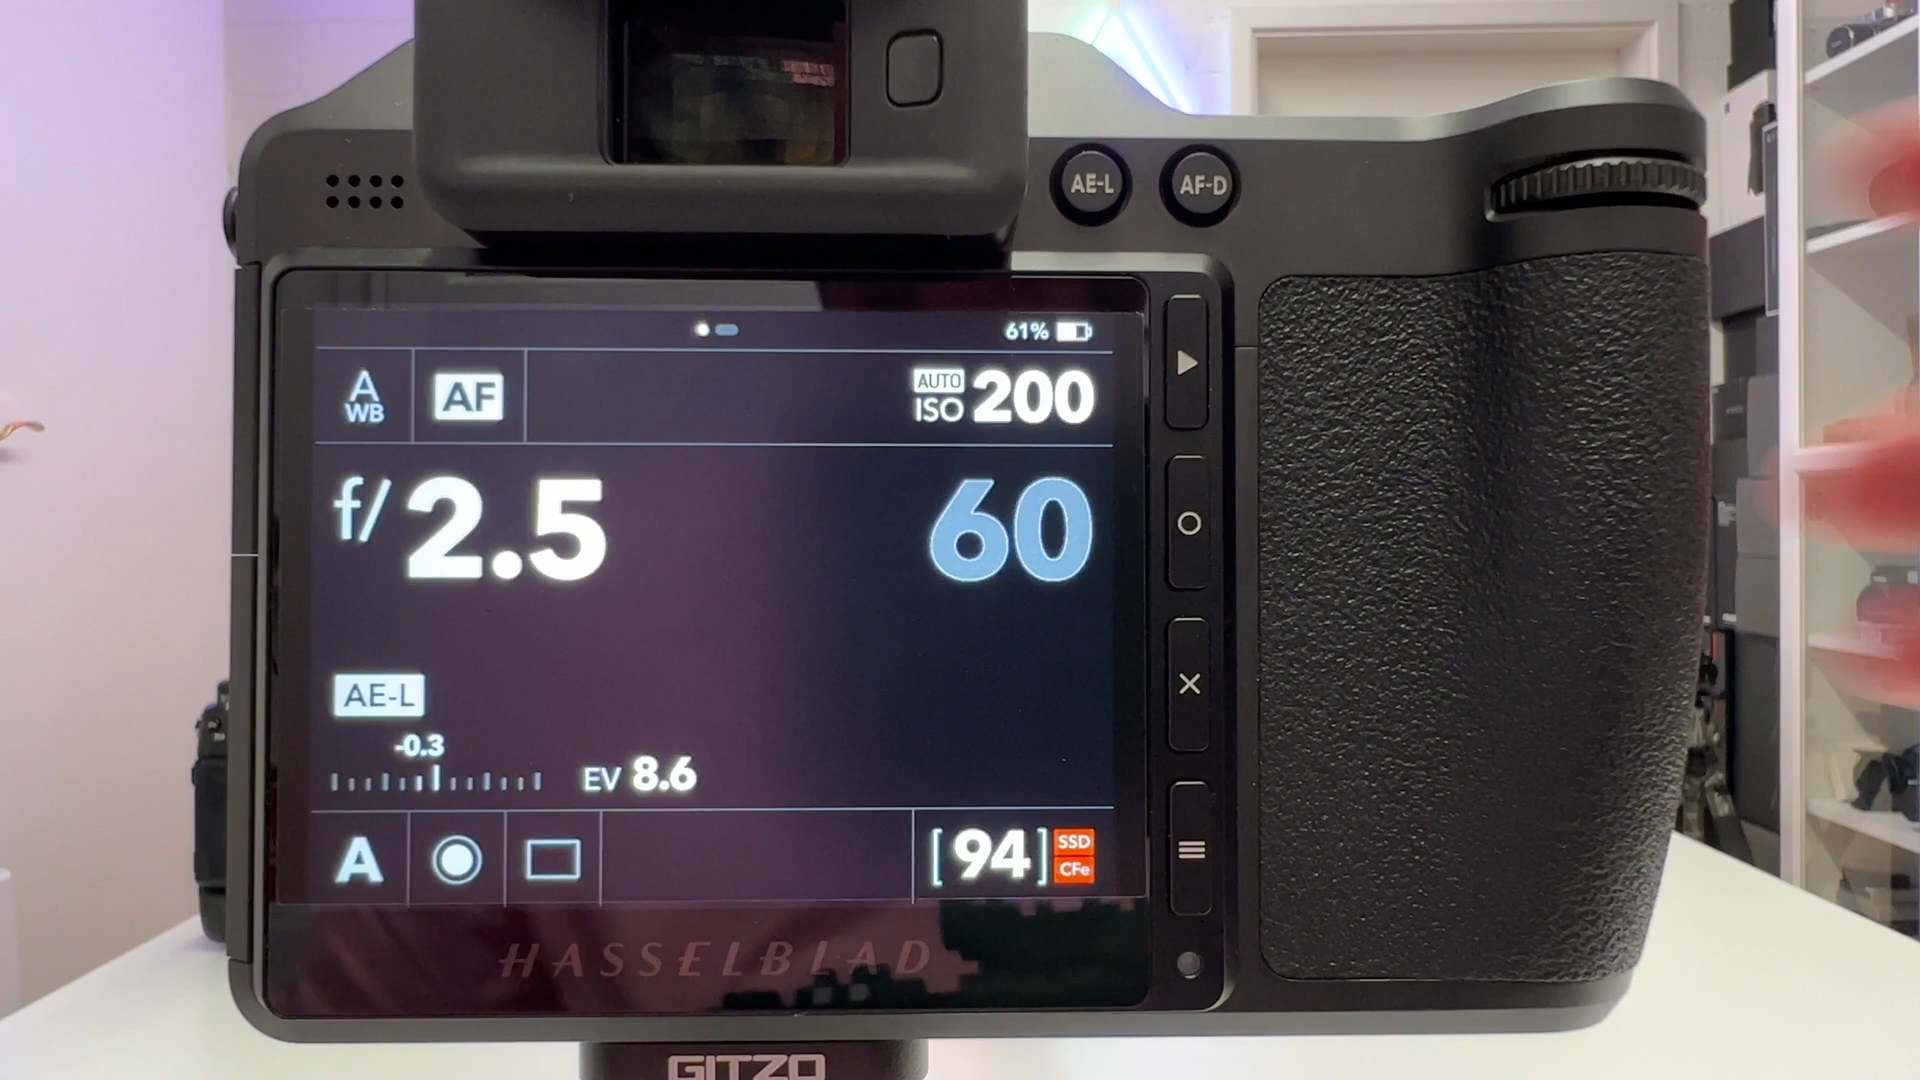 AE-L AF-D
61%
A
WB
AF
AUTO
ISO 200
f/2.5 60
AE-L
-0.3
EV 8.6
A [94] SSD
CFe
HASSELBLAD
GITZO